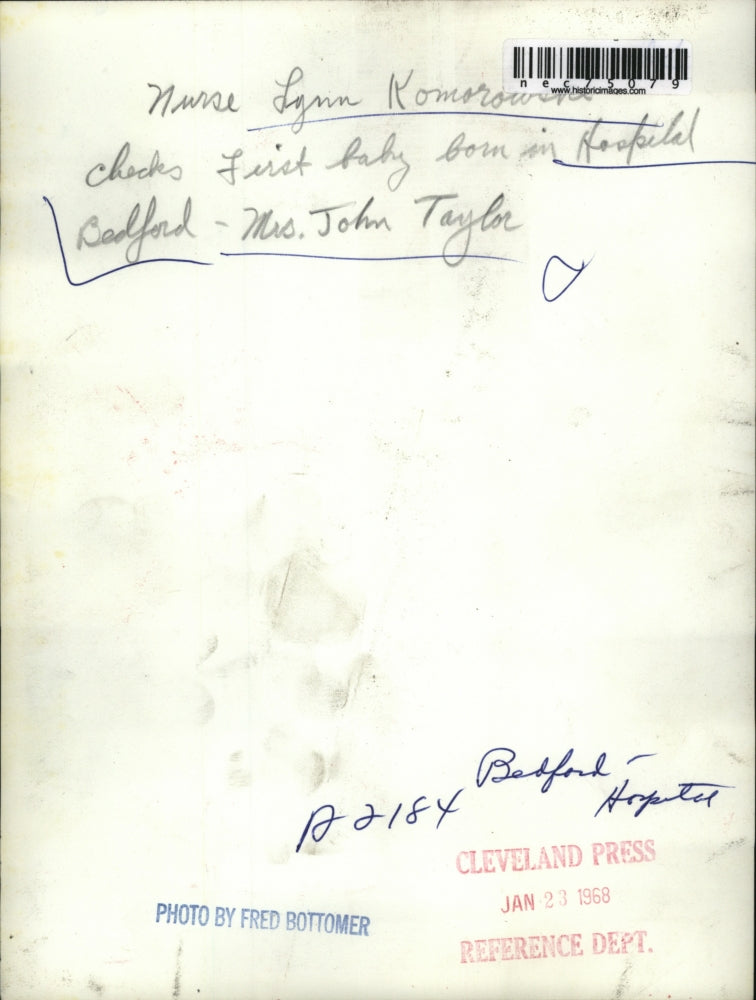 nec75079
www.historicimages.com
Nurse Lynn Komorowski
checks first baby born in Hospital
Bedford - Mrs. John Taylor
Bedford -
Hospital
A2184
CLEVELAND PRESS
JAN 23 1968
REFERENCE DEPT.
PHOTO BY FRED BOTTOMER